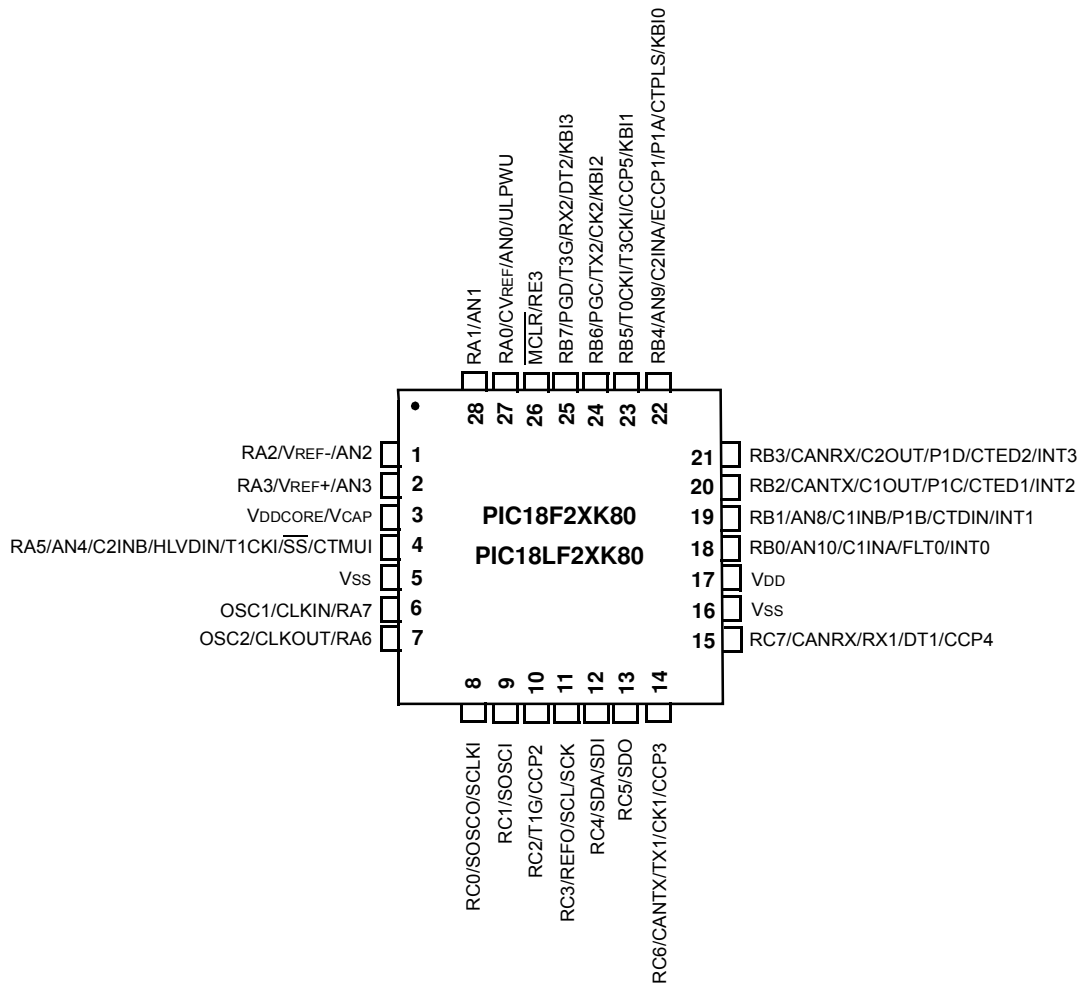 RA1/AN1
RA0/CVREF/AN0/ULPWU
MCLR/RE3
RB7/PGD/T3G/RX2/DT2/KBI3
RB6/PGC/TX2/CK2/KBI2
RB5/T0CKI/T3CKI/CCP5/KBI1
RB4/AN9/C2INA/ECCP1/P1A/CTPLS/KBI0
28
27
26
25
24
23
22
RA2/VREF-/AN2
1
RA3/VREF+/AN3
2
VDDCORE/VCAP
3
RA5/AN4/C2INB/HLVDIN/T1CKI/SS/CTMUI
4
VSS
5
OSC1/CLKIN/RA7
6
OSC2/CLKOUT/RA6
7
PIC18F2XK80
PIC18LF2XK80
21
RB3/CANRX/C2OUT/P1D/CTED2/INT3
20
RB2/CANTX/C1OUT/P1C/CTED1/INT2
19
RB1/AN8/C1INB/P1B/CTDIN/INT1
18
RB0/AN10/C1INA/FLT0/INT0
17
VDD
16
VSS
15
RC7/CANRX/RX1/DT1/CCP4
8
9
10
11
12
13
14
RC0/SOSCO/SCLKI
RC1/SOSCI
RC2/T1G/CCP2
RC3/REFO/SCL/SCK
RC4/SDA/SDI
RC5/SDO
RC6/CANTX/TX1/CK1/CCP3